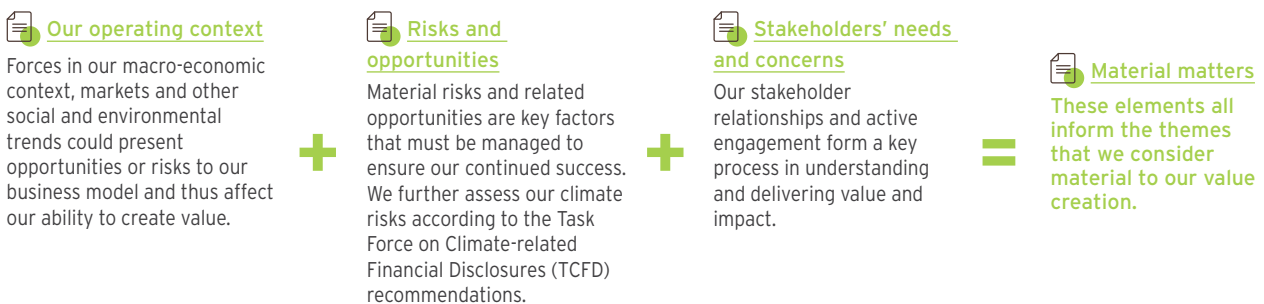 Our operating context
Forces in our macro-economic
context, markets and other
social and environmental
trends could present
opportunities or risks to our
business model and thus affect
our ability to create value.
+
Risks and
opportunities
Material risks and related
opportunities are key factors
that must be managed to
ensure our continued success.
We further assess our climate
risks according to the Task
Force on Climate-related
Financial Disclosures (TCFD)
recommendations.
+
Stakeholders’ needs
and concerns
Our stakeholder
relationships and active
engagement form a key
process in understanding
and delivering value and
impact.
=
Material matters
These elements all
inform the themes
that we consider
material to our value
creation.